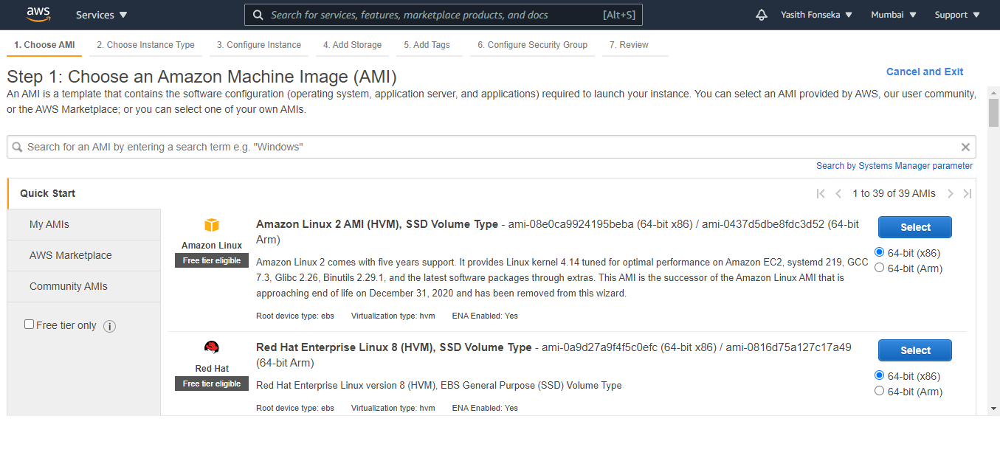 aws Services Search for services, features, marketplace products, and docs [Alt+S] Yasith Fonseka Mumbai Support
1. Choose AMI 2. Choose Instance Type 3. Configure Instance 4. Add Storage 5. Add Tags 6. Configure Security Group 7. Review
Step 1: Choose an Amazon Machine Image (AMI)
Cancel and Exit
An AMI is a template that contains the software configuration (operating system, application server, and applications) required to launch your instance. You can select an AMI provided by AWS, our user community,
or the AWS Marketplace; or you can select one of your own AMIs.
Search for an AMI by entering a search term e.g. "Windows"
Search by Systems Manager parameter
Quick Start
1 to 39 of 39 AMIs
My AMIs
AWS Marketplace
Community AMIs
Free tier only
Amazon Linux
Free tier eligible
Amazon Linux 2 AMI (HVM), SSD Volume Type - ami-08e0ca9924195beba (64-bit x86) / ami-0437d5dbe8fdc3d52 (64-bit
Arm)
Amazon Linux 2 comes with five years support. It provides Linux kernel 4.14 tuned for optimal performance on Amazon EC2, systemd 219, GCC
7.3, Glibc 2.26, Binutils 2.29.1, and the latest software packages through extras. This AMI is the successor of the Amazon Linux AMI that is
approaching end of life on December 31, 2020 and has been removed from this wizard.
Root device type: ebs Virtualization type: hvm ENA Enabled: Yes
Select
64-bit (x86)
64-bit (Arm)
Red Hat
Free tier eligible
Red Hat Enterprise Linux 8 (HVM), SSD Volume Type - ami-0a9d27a9f4f5c0efc (64-bit x86) / ami-0816d75a127c17a49
(64-bit Arm)
Red Hat Enterprise Linux version 8 (HVM), EBS General Purpose (SSD) Volume Type
Root device type: ebs Virtualization type: hvm ENA Enabled: Yes
Select
64-bit (x86)
64-bit (Arm)